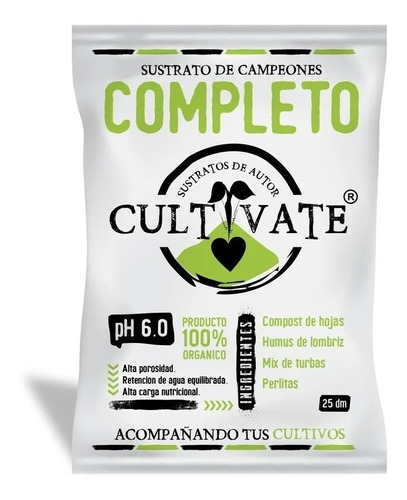 SUSTRATO DE CAMPEONES
COMPLETO
SUSTRATOS DE AUTOR
CULTIVATE ®
pH 6.0
PRODUCTO
100%
ORGANICO
Alta porosidad.
Retencion de agua equilibrada.
Alta carga nutricional.
INGREDIENTES
Compost de hojas
Humus de lombriz
Mix de turbas
Perlitas
25 dm
ACOMPAÑANDO TUS CULTIVOS